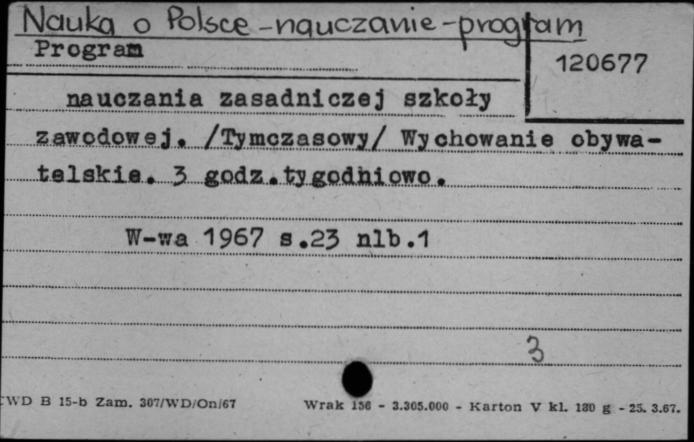 Nauka o Polsce - nauczanie - program
Program
120677
nauczania zasadniczej szkoły
zawodowej. /Tymczasowy/ Wychowanie obywa-
telskie. 3 godz.tygodniowo.
W-wa 1967 s.23 nlb.1
3
CWD B 15-b Zam. 307/WD/On/67 Wrak 156 - 3.305.000 - Karton V kl. 180 g - 25. 3.67.